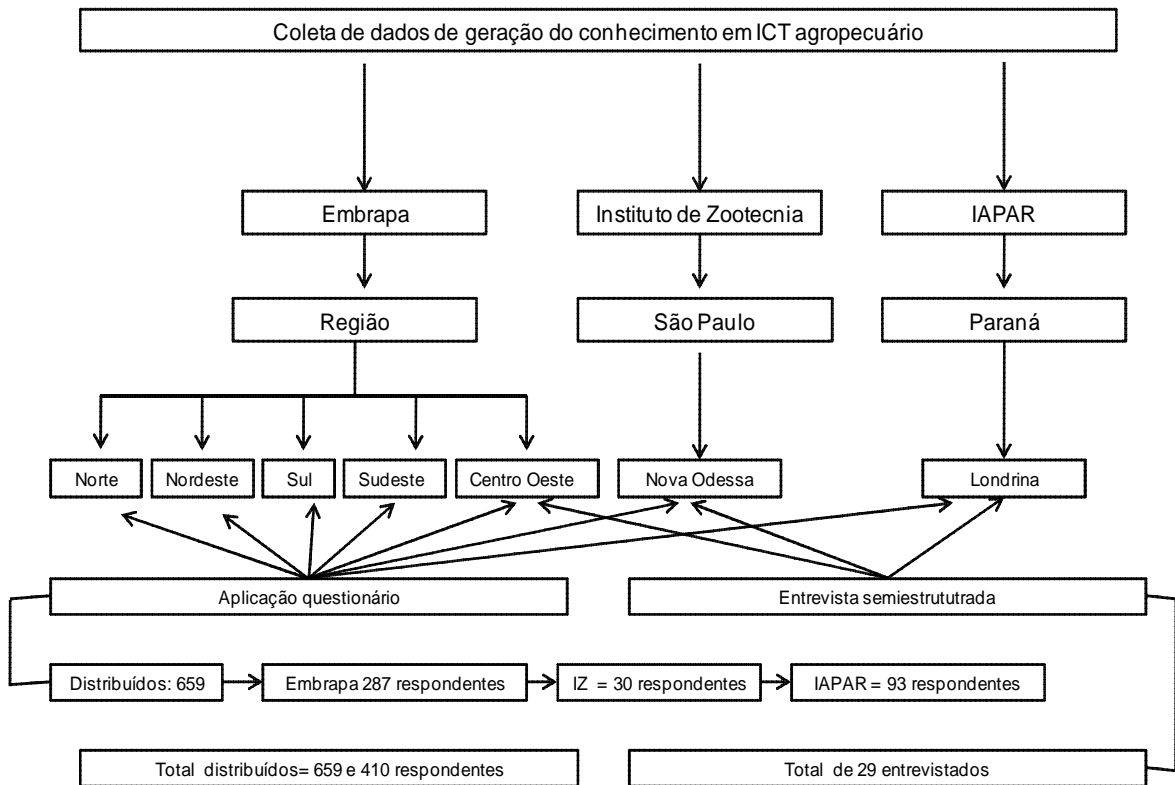 Coleta de dados de geração do conhecimento em ICT agropecuário
Embrapa
Instituto de Zootecnia
IAPAR
Região
São Paulo
Paraná
Norte
Nordeste
Sul
Sudeste
Centro Oeste
Nova Odessa
Londrina
Aplicação questionário
Entrevista semiestrututrada
Distribuídos: 659
Embrapa 287 respondentes
IZ = 30 respondentes
IAPAR = 93 respondentes
Total distribuídos= 659 e 410 respondentes
Total de 29 entrevistados